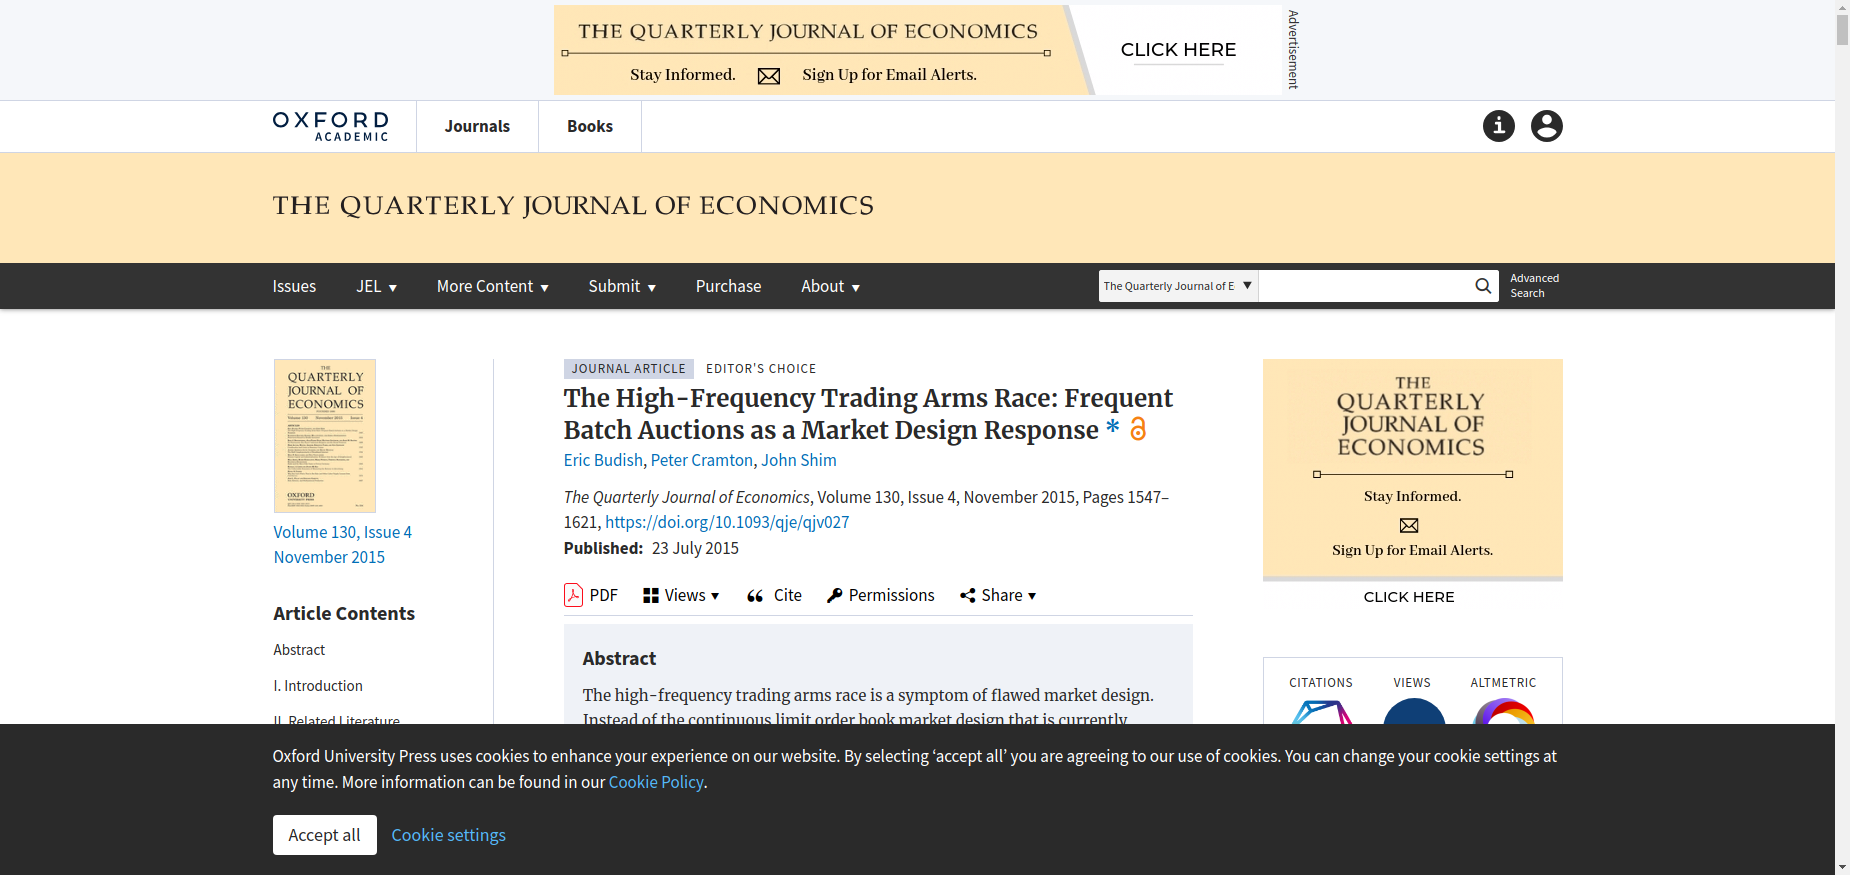 THE QUARTERLY JOURNAL OF ECONOMICS
Stay Informed. Sign Up for Email Alerts.
CLICK HERE
Advertisement
OXFORD
ACADEMIC
Journals
Books
THE QUARTERLY JOURNAL OF ECONOMICS
Issues
JEL
More Content
Submit
Purchase
About
The Quarterly Journal of E
Advanced
Search
THE
QUARTERLY
JOURNAL OF
ECONOMICS
OXFORD
Volume 130, Issue 4
November 2015
Article Contents
Abstract
I. Introduction
II. Related Literature
JOURNAL ARTICLE EDITOR'S CHOICE
The High-Frequency Trading Arms Race: Frequent
Batch Auctions as a Market Design Response *
Eric Budish, Peter Cramton, John Shim
The Quarterly Journal of Economics, Volume 130, Issue 4, November 2015, Pages 1547–
1621, https://doi.org/10.1093/qje/qjv027
Published: 23 July 2015
PDF
Views
Cite
Permissions
Share
Abstract
The high-frequency trading arms race is a symptom of flawed market design.
Instead of the continuous limit order book market design that is currently
THE
QUARTERLY
JOURNAL OF
ECONOMICS
Stay Informed.
Sign Up for Email Alerts.
CLICK HERE
CITATIONS
VIEWS
ALTMETRIC
Oxford University Press uses cookies to enhance your experience on our website. By selecting ‘accept all’ you are agreeing to our use of cookies. You can change your cookie settings at
any time. More information can be found in our Cookie Policy.
Accept all
Cookie settings